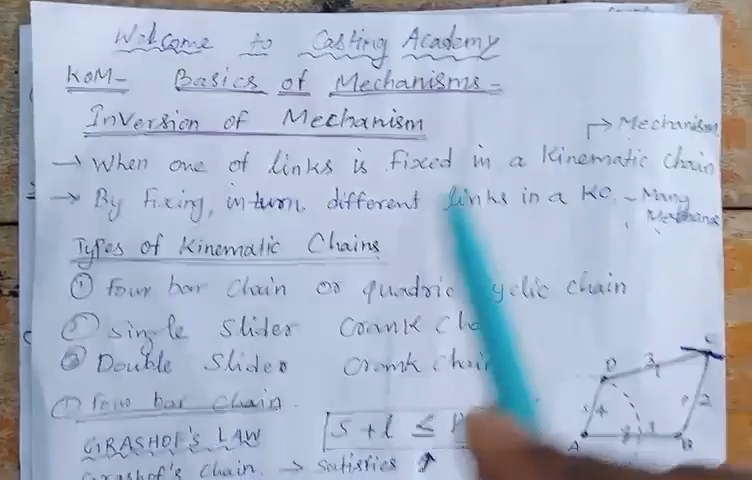 Welcome to Casting Academy
KOM- Basics of Mechanisms-
Inversion of Mechanism
→ Mechanism
→ When one of links is fixed in a Kinematic chain
→ By fixing, in turn different links in a KC - Many
Types of Kinematic Chains
① four bar chain or quadric cyclic chain
② single slider crank
③ Double slider crank chain
① four bar chain
GRASHOF'S LAW
S + l ≤ P
Grashof's chain → satisfies
D 3 C
4 2
A 1 B